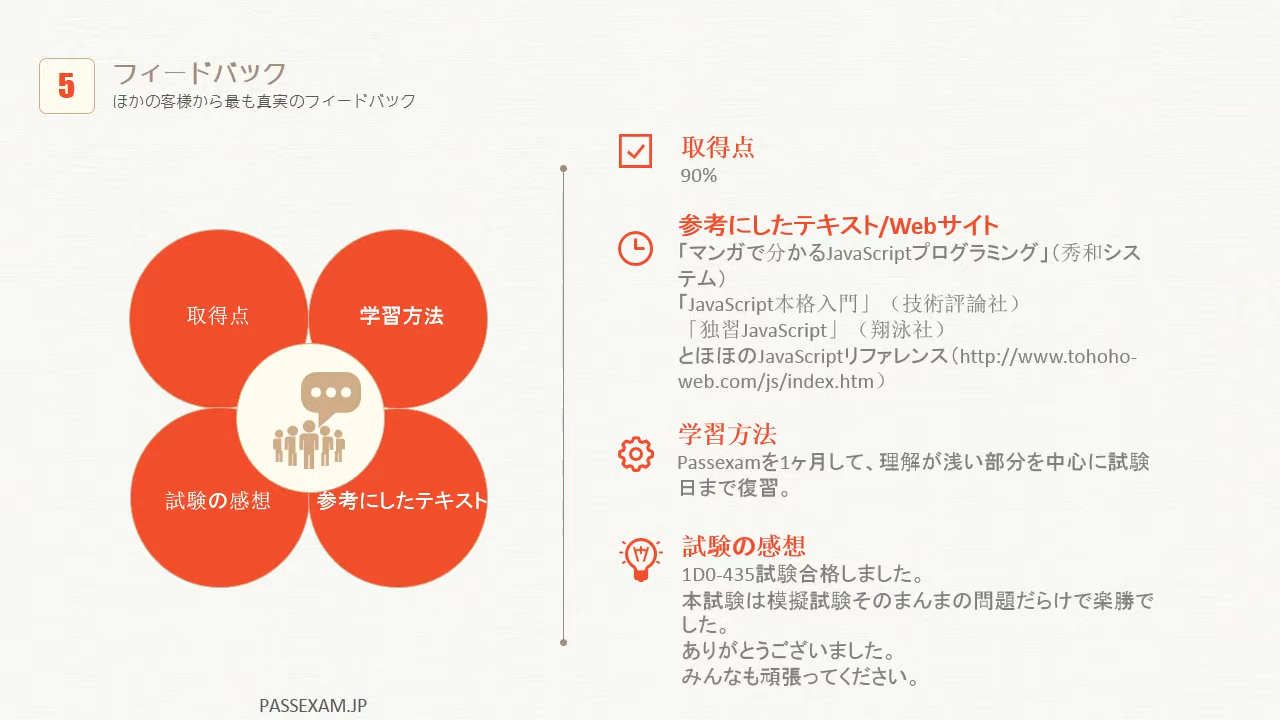 5
フィードバック
ほかの客様から最も真実のフィードバック
取得点
学習方法
試験の感想
参考にしたテキスト
取得点
90%
参考にしたテキスト/Webサイト
「マンガで分かるJavaScriptプログラミング」（秀和シス
テム）
「JavaScript本格入門」（技術評論社）
「独習JavaScript」（翔泳社）
とほほのJavaScriptリファレンス（http://www.tohoho-
web.com/js/index.htm）
学習方法
Passexamを1ヶ月して、理解が浅い部分を中心に試験
日まで復習。
試験の感想
1D0-435試験合格しました。
本試験は模擬試験そのまんまの問題だらけで楽勝で
した。
ありがとうございました。
みんなも頑張ってください。
PASSEXAM.JP